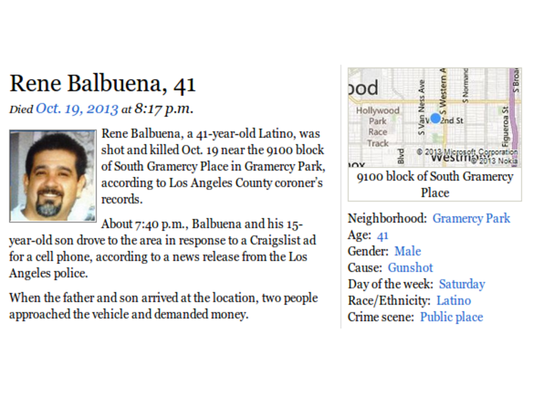 Rene Balbuena, 41
Died Oct. 19, 2013 at 8:17 p.m.
Rene Balbuena, a 41-year-old Latino, was
shot and killed Oct. 19 near the 9100 block
of South Gramercy Place in Gramercy Park,
according to Los Angeles County coroner's
records.
About 7:40 p.m., Balbuena and his 15-
year-old son drove to the area in response to a Craigslist ad
for a cell phone, according to a news release from the Los
Angeles police.
When the father and son arrived at the location, two people
approached the vehicle and demanded money.
ood
Hollywood
Park
Race
Track
S Van Ness Ave
S Western A
S Normand
S Broa
S Figueroa St
2nd St
Blvd
Westm
© 2013 Microsoft Corporation
© 2013 Nokia
9100 block of South Gramercy
Place
Neighborhood: Gramercy Park
Age: 41
Gender: Male
Cause: Gunshot
Day of the week: Saturday
Race/Ethnicity: Latino
Crime scene: Public place